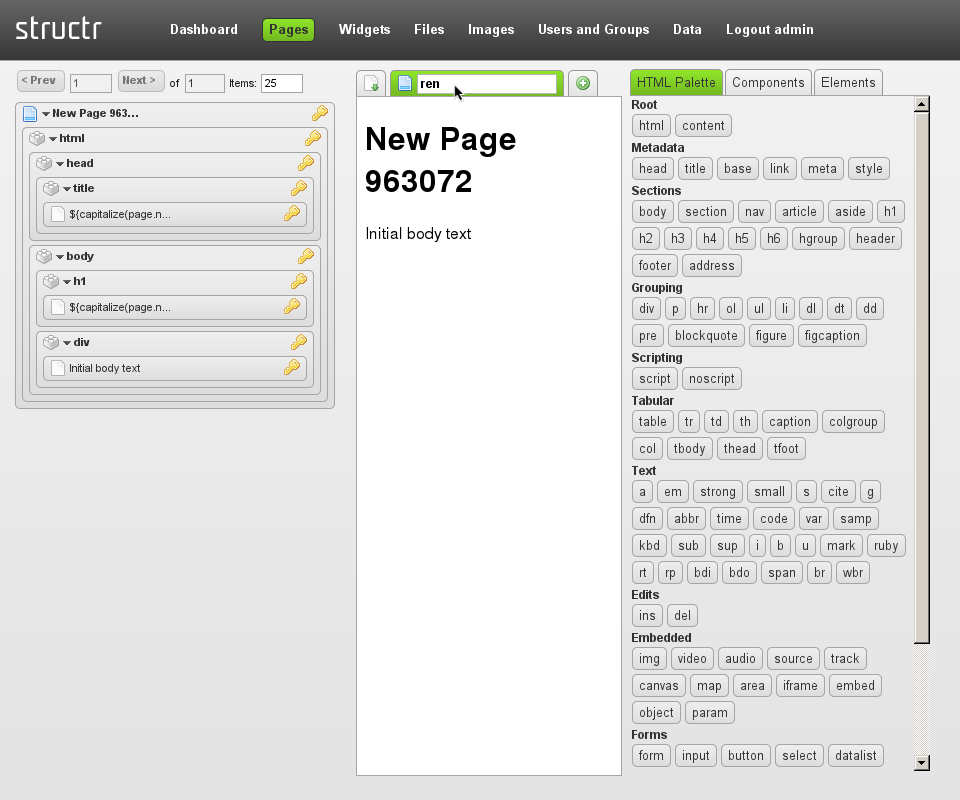 structr
Dashboard Pages Widgets Files Images Users and Groups Data Logout admin
< Prev 1 Next > of 1 Items: 25
New Page 963...
html
head
title
${capitalize(page.n...
body
h1
${capitalize(page.n...
div
Initial body text
ren
New Page
963072
Initial body text
HTML Palette Components Elements
Root
html content
Metadata
head title base link meta style
Sections
body section nav article aside h1
h2 h3 h4 h5 h6 hgroup header
footer address
Grouping
div p hr ol ul li dl dt dd
pre blockquote figure figcaption
Scripting
script noscript
Tabular
table tr td th caption colgroup
col tbody thead tfoot
Text
a em strong small s cite g
dfn abbr time code var samp
kbd sub sup i b u mark ruby
rt rp bdi bdo span br wbr
Edits
ins del
Embedded
img video audio source track
canvas map area iframe embed
object param
Forms
form input button select datalist